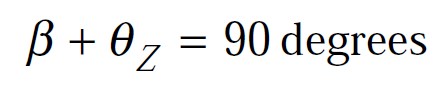 β + θ_Z = 90 degrees